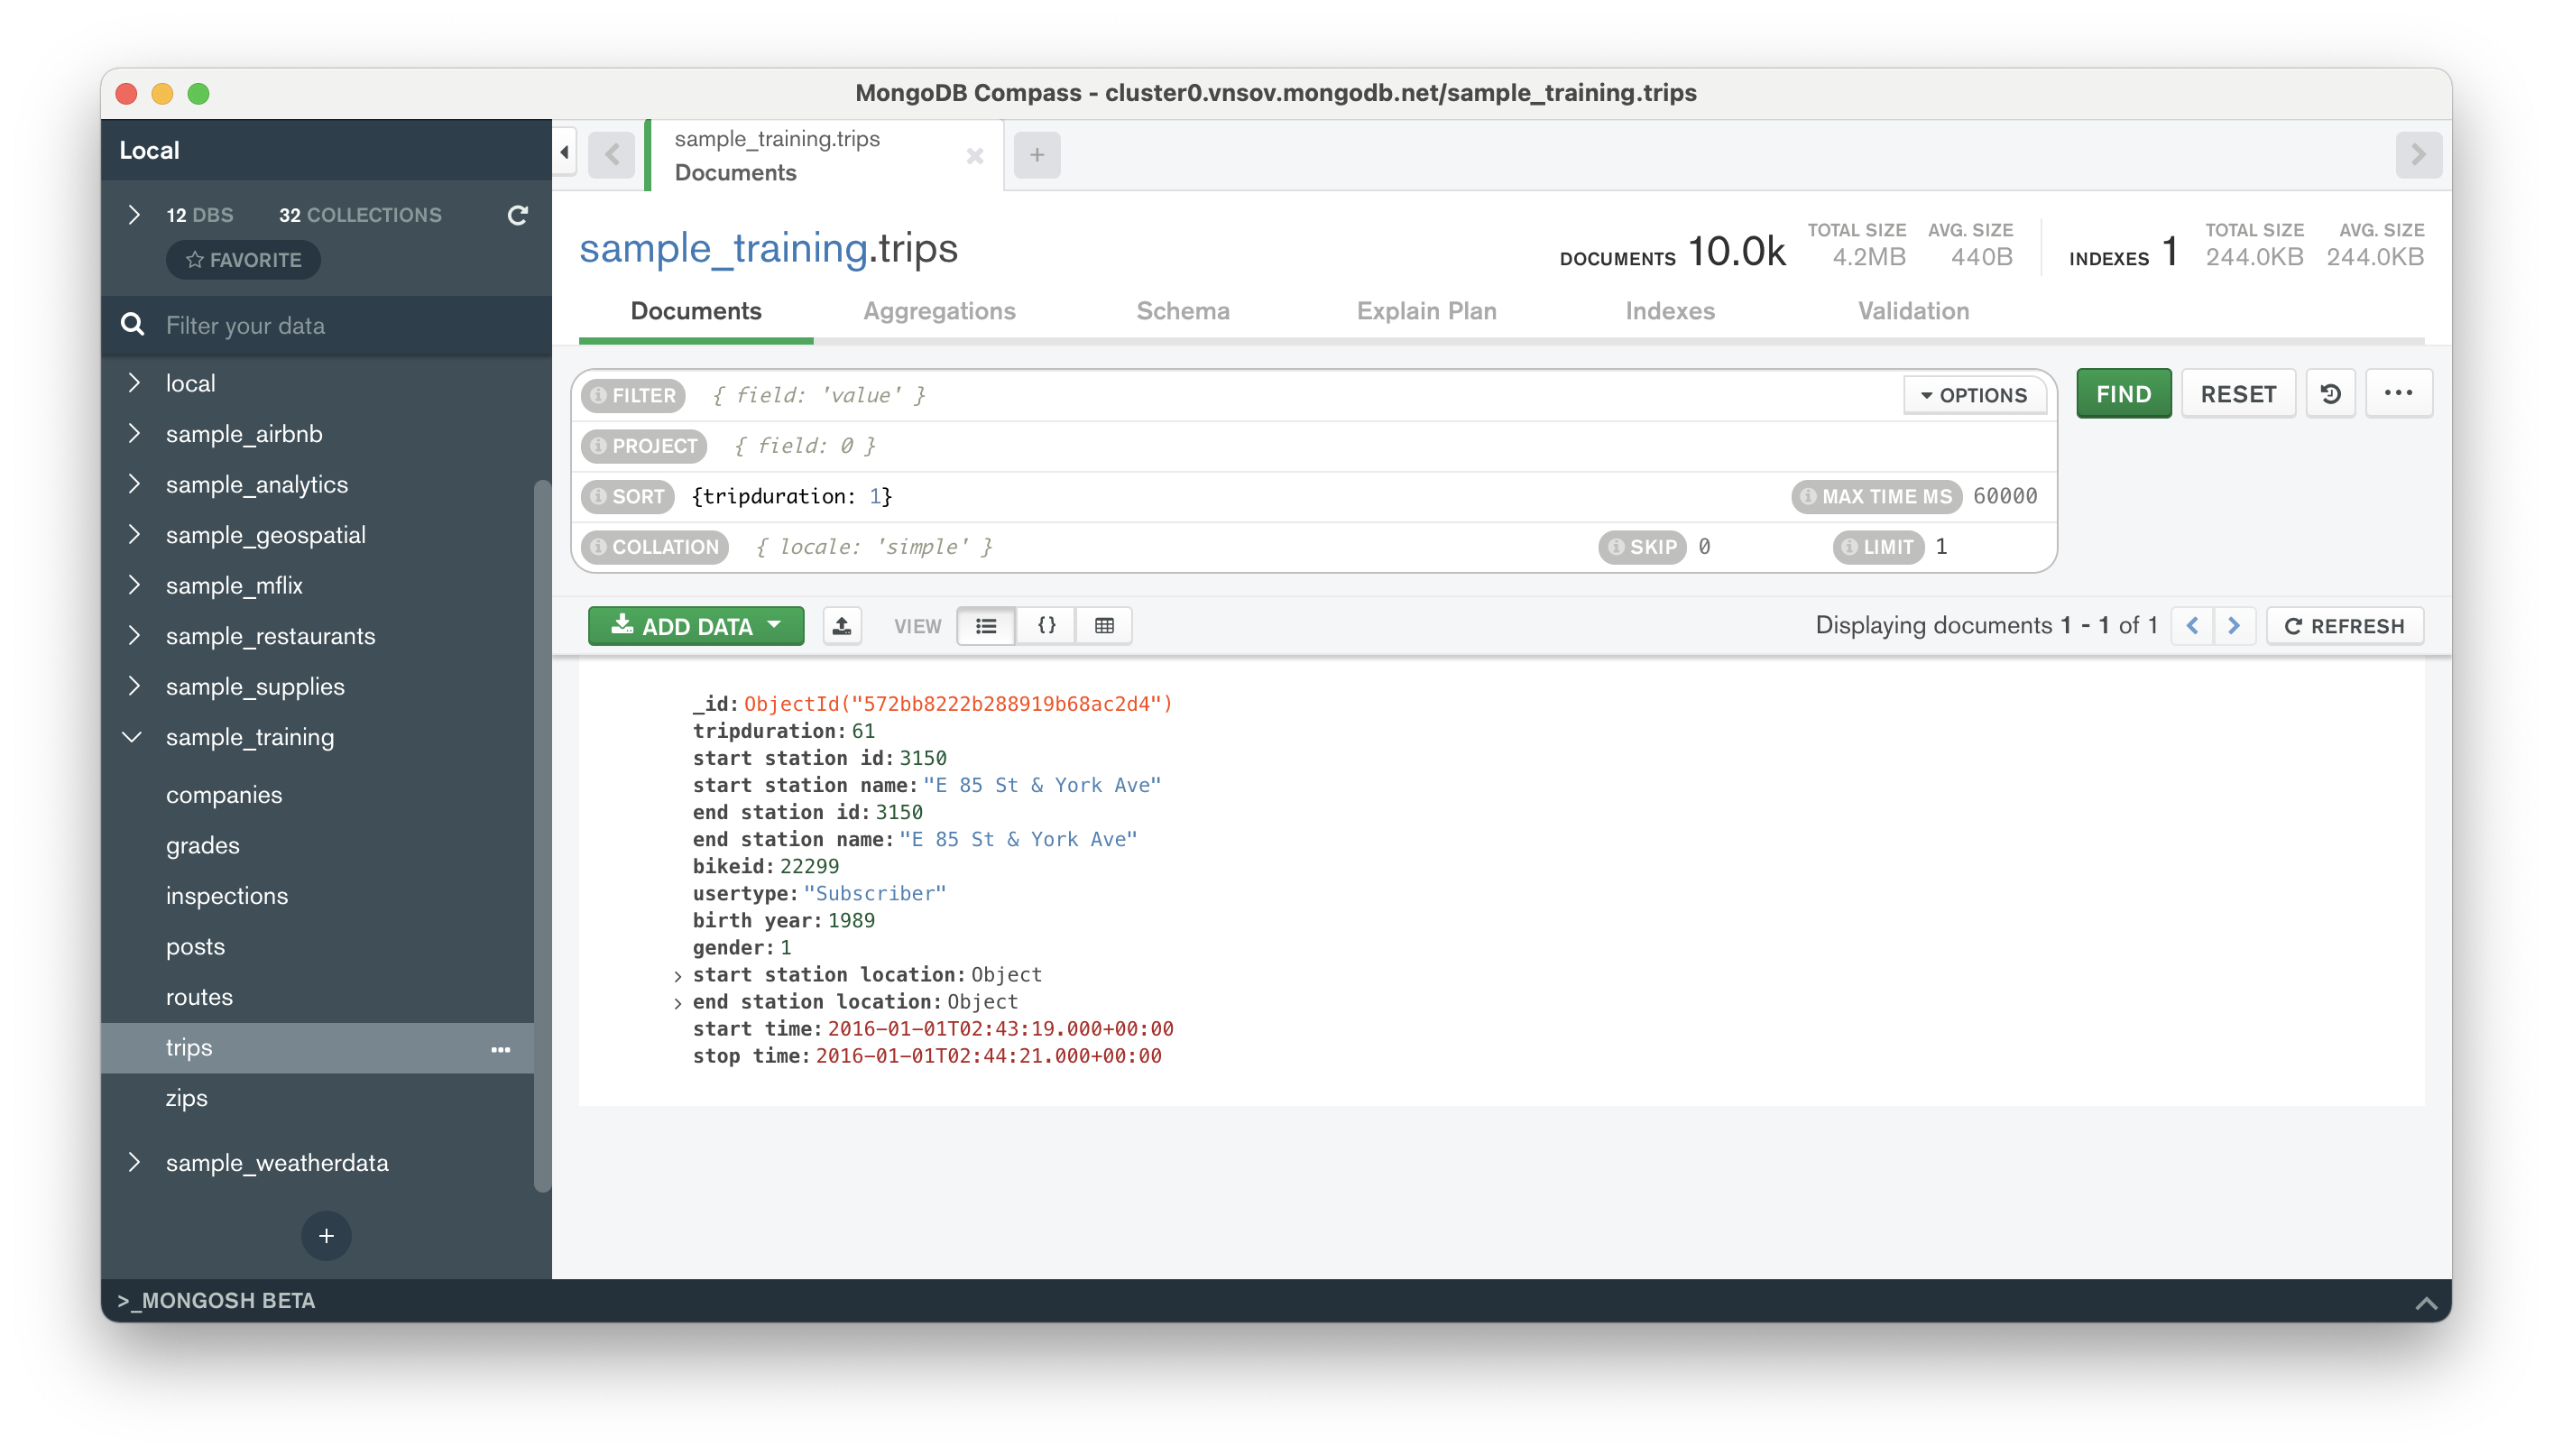 MongoDB Compass - cluster0.vnsov.mongodb.net/sample_training.trips
Local
12 DBS 32 COLLECTIONS
FAVORITE
Filter your data
local
sample_airbnb
sample_analytics
sample_geospatial
sample_mflix
sample_restaurants
sample_supplies
sample_training
companies
grades
inspections
posts
routes
trips
zips
sample_weatherdata
+
sample_training.trips
Documents
+
sample_training.trips
DOCUMENTS 10.0k TOTAL SIZE 4.2MB AVG. SIZE 440B
INDEXES 1 TOTAL SIZE 244.0KB AVG. SIZE 244.0KB
Documents Aggregations Schema Explain Plan Indexes Validation
FILTER { field: 'value' } OPTIONS FIND RESET ...
PROJECT { field: 0 }
SORT {tripduration: 1} MAX TIME MS 60000
COLLATION { locale: 'simple' } SKIP 0 LIMIT 1
ADD DATA VIEW {} Displaying documents 1 - 1 of 1 REFRESH
_id: ObjectId("572bb8222b288919b68ac2d4")
tripduration: 61
start station id: 3150
start station name: "E 85 St & York Ave"
end station id: 3150
end station name: "E 85 St & York Ave"
bikeid: 22299
usertype: "Subscriber"
birth year: 1989
gender: 1
start station location: Object
end station location: Object
start time: 2016-01-01T02:43:19.000+00:00
stop time: 2016-01-01T02:44:21.000+00:00
>_MONGOSH BETA